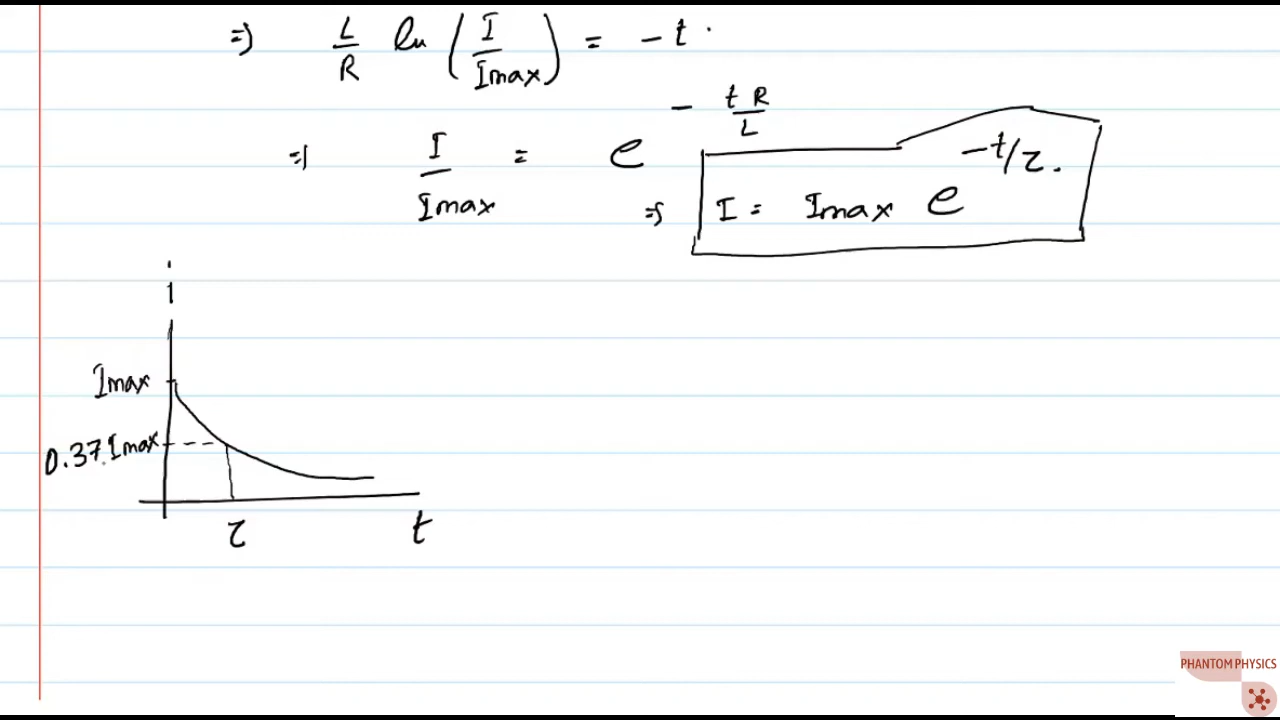 ⇒ L/R ln (I/Imax) = -t.
⇒ I/Imax = e^(-tR/L)
⇒ I = Imax e^(-t/τ).
i
Imax
0.37 Imax
τ t
PHANTOM PHYSICS